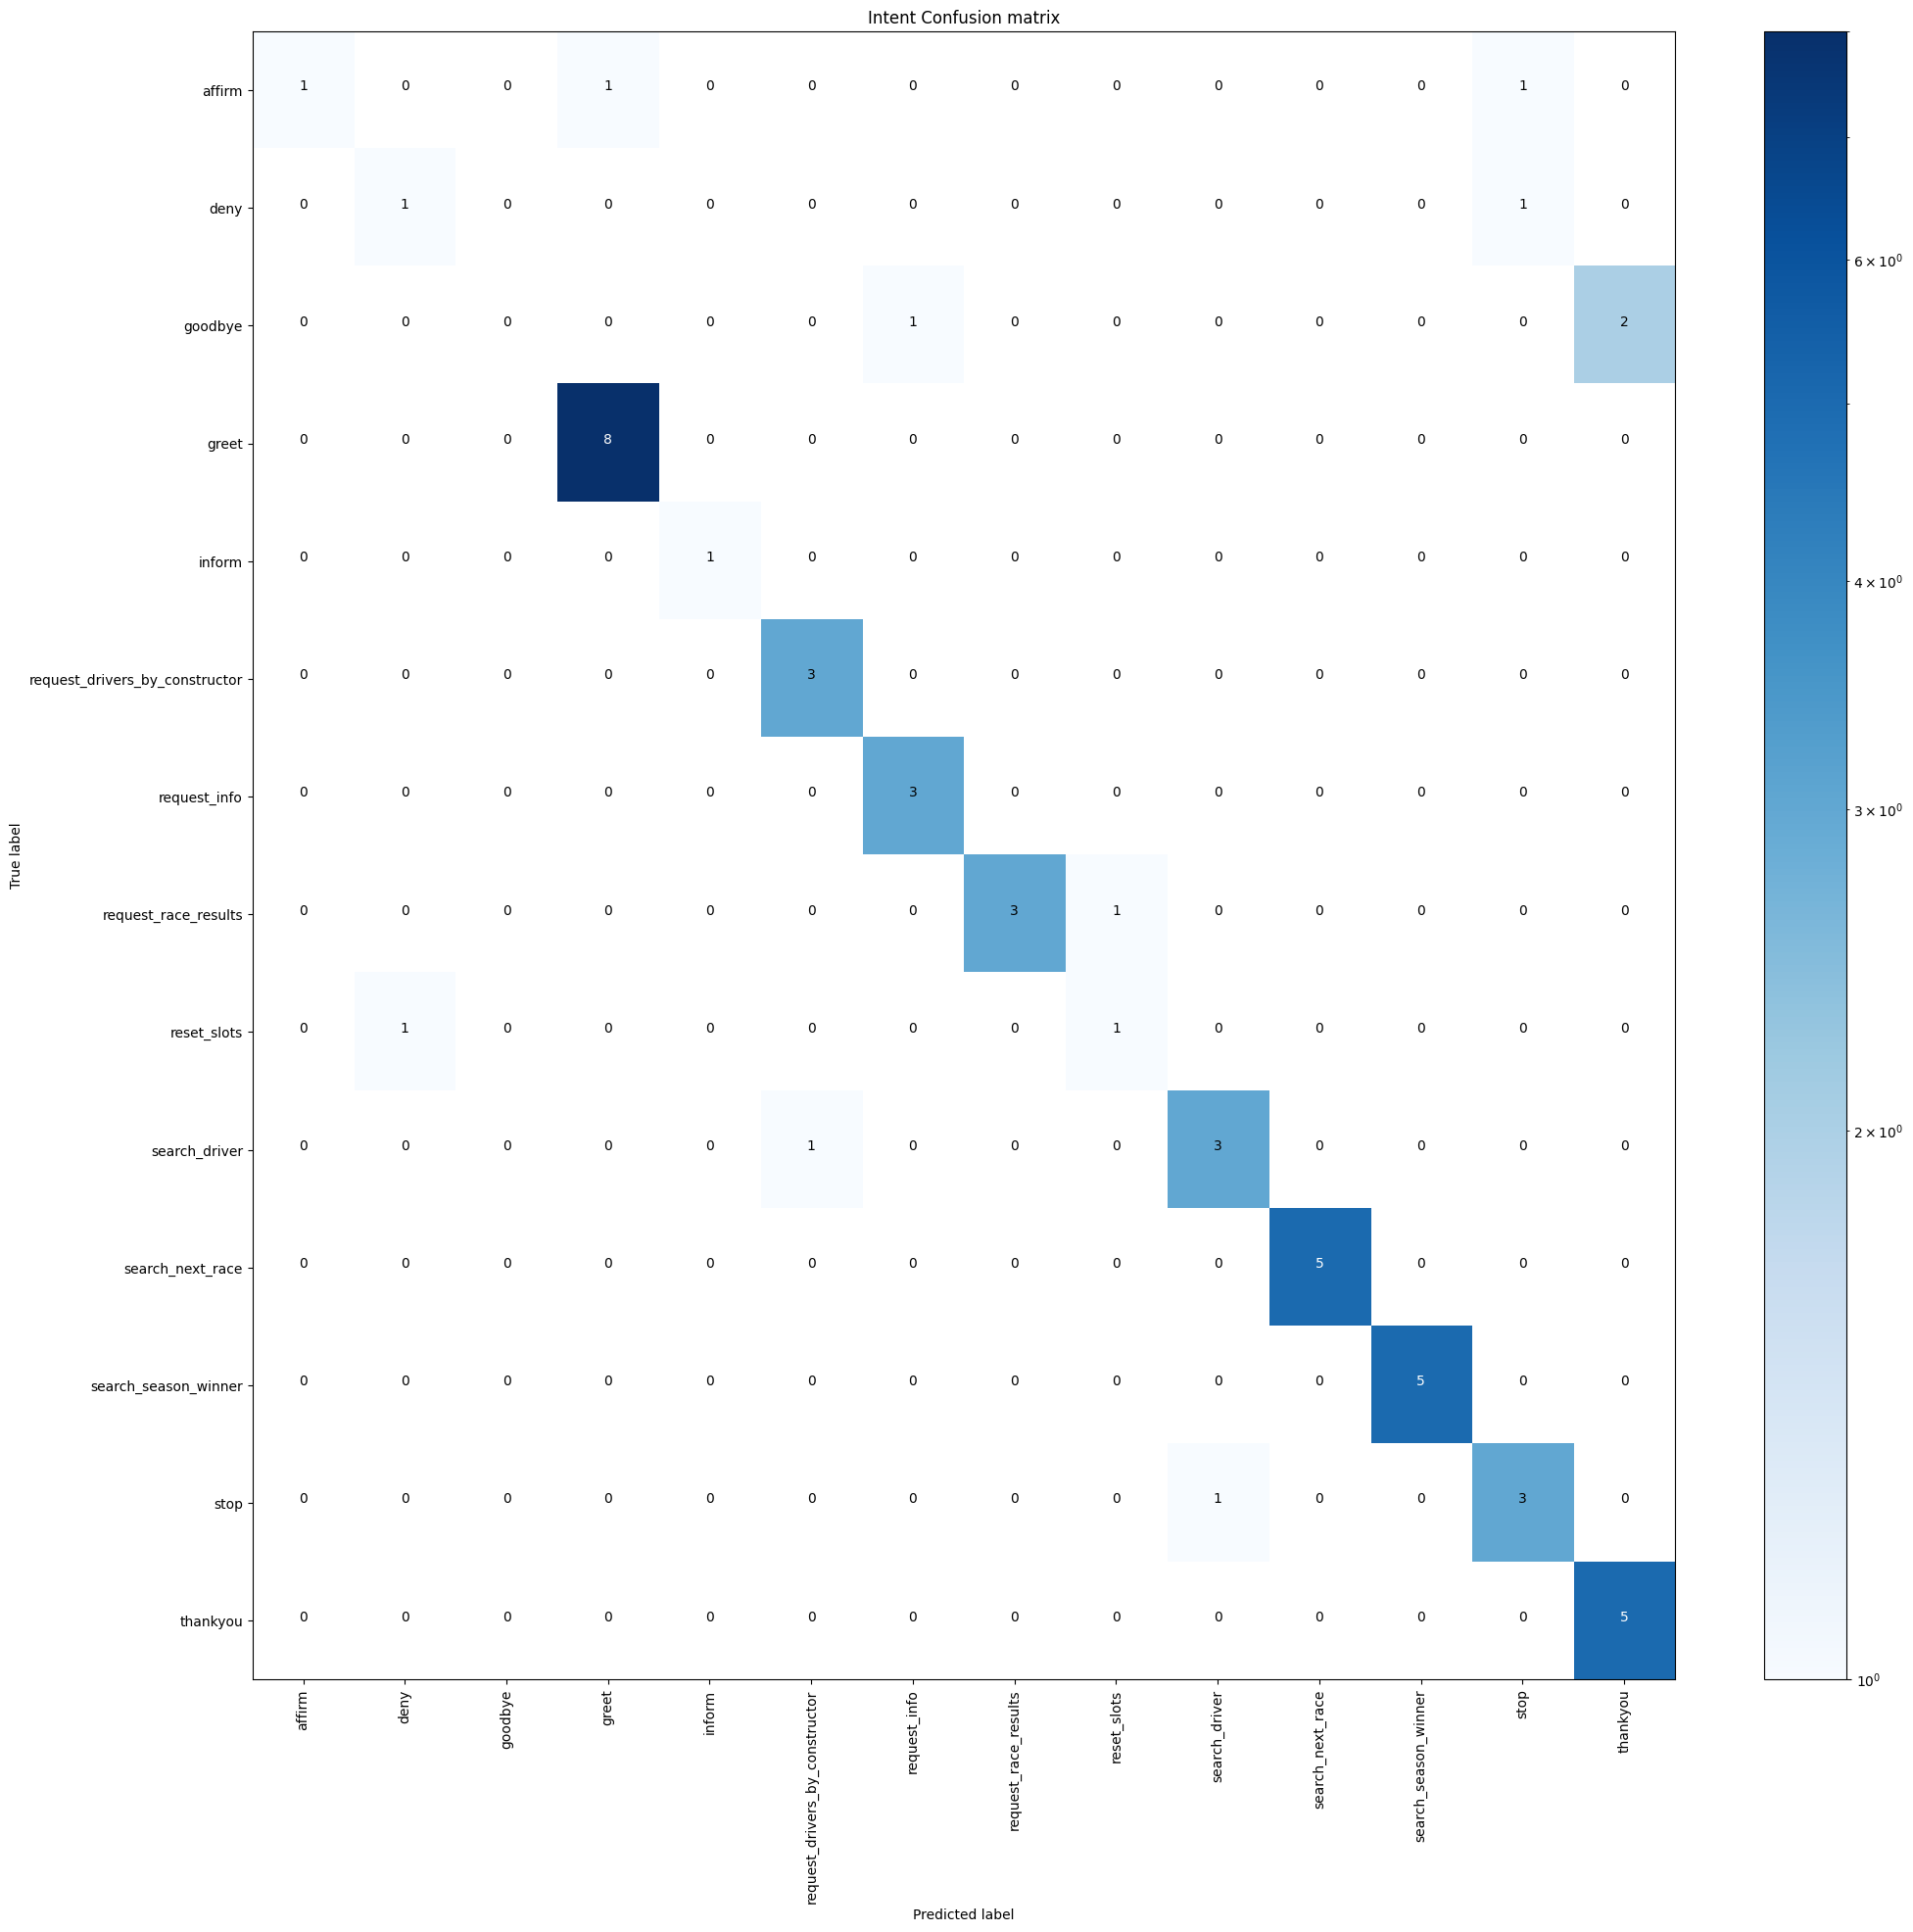 Intent Confusion matrix
True label
affirm 1 0 0 1 0 0 0 0 0 0 0 0 1 0
deny 0 1 0 0 0 0 0 0 0 0 0 0 1 0
goodbye 0 0 0 0 0 0 1 0 0 0 0 0 0 2
greet 0 0 0 8 0 0 0 0 0 0 0 0 0 0
inform 0 0 0 0 1 0 0 0 0 0 0 0 0 0
request_drivers_by_constructor 0 0 0 0 0 3 0 0 0 0 0 0 0 0
request_info 0 0 0 0 0 0 3 0 0 0 0 0 0 0
request_race_results 0 0 0 0 0 0 0 3 1 0 0 0 0 0
reset_slots 0 1 0 0 0 0 0 0 1 0 0 0 0 0
search_driver 0 0 0 0 0 1 0 0 0 3 0 0 0 0
search_next_race 0 0 0 0 0 0 0 0 0 0 5 0 0 0
search_season_winner 0 0 0 0 0 0 0 0 0 0 0 5 0 0
stop 0 0 0 0 0 0 0 0 0 1 0 0 3 0
thankyou 0 0 0 0 0 0 0 0 0 0 0 0 0 5
affirm
deny
goodbye
greet
inform
request_drivers_by_constructor
request_info
request_race_results
reset_slots
search_driver
search_next_race
search_season_winner
stop
thankyou
Predicted label
6 × 10⁰
4 × 10⁰
3 × 10⁰
2 × 10⁰
10⁰